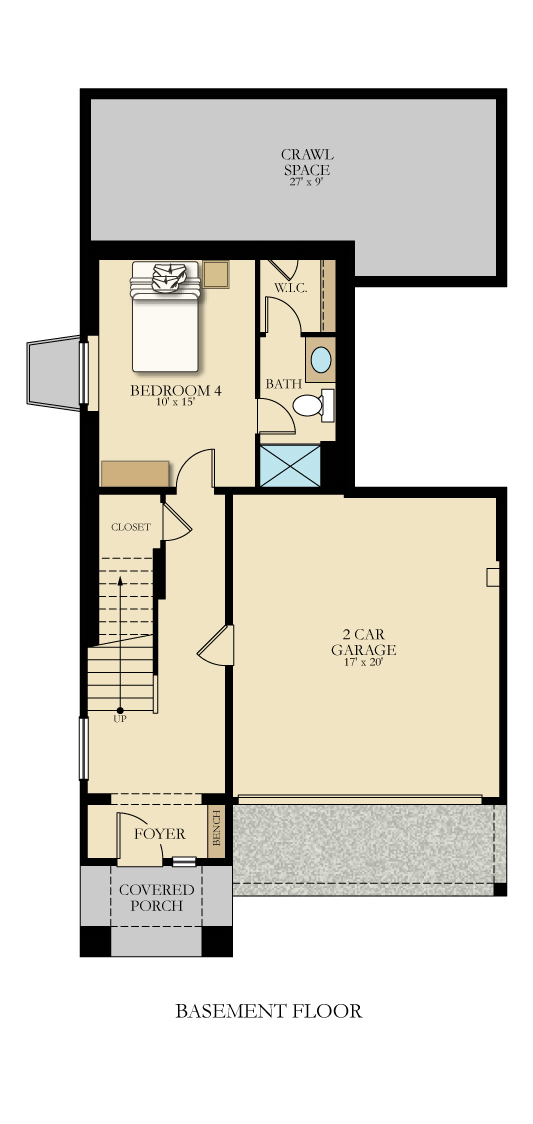 CRAWL
SPACE
27' x 9'
W.I.C.
BATH
BEDROOM 4
10' x 15'
CLOSET
2 CAR
GARAGE
17' x 20'
UP
FOYER
BENCH
COVERED
PORCH
BASEMENT FLOOR